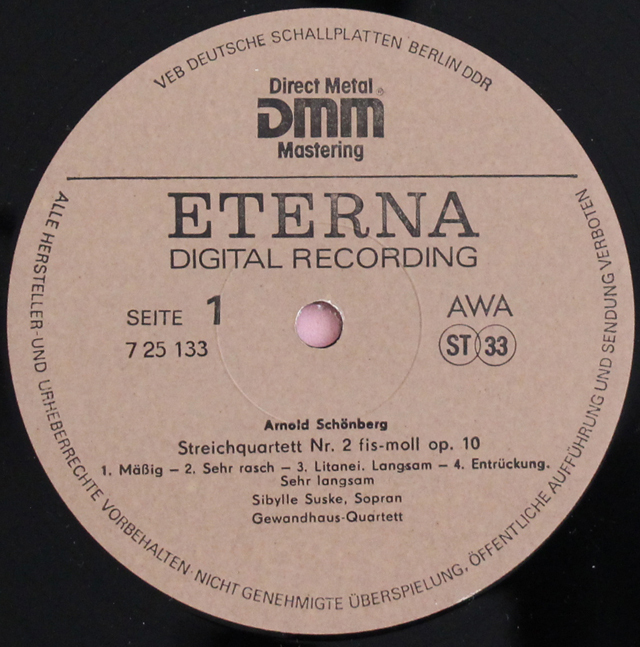 VEB DEUTSCHE SCHALLPLATTEN BERLIN DDR
Direct Metal
DMM®
Mastering
ETERNA
DIGITAL RECORDING
SEITE 1
7 25 133
AWA
ST 33
Arnold Schönberg
Streichquartett Nr. 2 fis-moll op. 10
1. Mäßig — 2. Sehr rasch — 3. Litanei. Langsam — 4. Entrückung.
Sehr langsam
Sibylle Suske, Sopran
Gewandhaus-Quartett
ALLE HERSTELLER- UND URHEBERRECHTE VORBEHALTEN · NICHT GENEHMIGTE ÜBERSPIELUNG, ÖFFENTLICHE AUFFÜHRUNG UND SENDUNG VERBOTEN